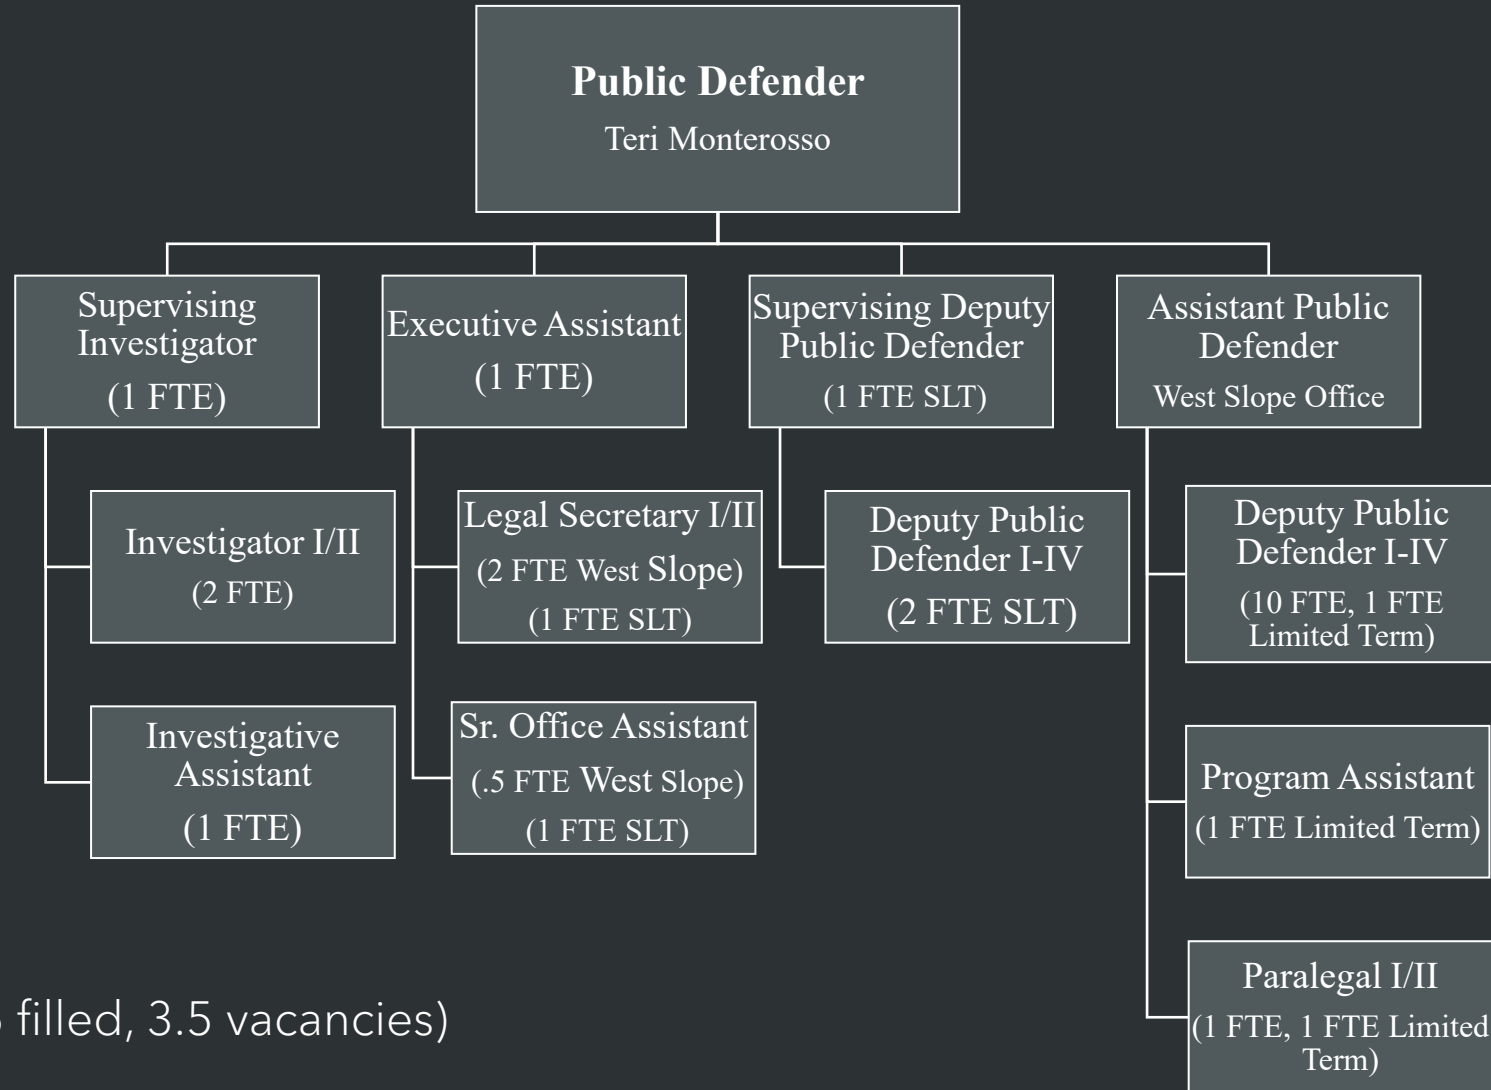 Public Defender
Teri Monterosso
Supervising
Investigator
(1 FTE)
Executive Assistant
(1 FTE)
Supervising Deputy
Public Defender
(1 FTE SLT)
Assistant Public
Defender
West Slope Office
Investigator I/II
(2 FTE)
Investigative
Assistant
(1 FTE)
Legal Secretary I/II
(2 FTE West Slope)
(1 FTE SLT)
Sr. Office Assistant
(.5 FTE West Slope)
(1 FTE SLT)
Deputy Public
Defender I-IV
(2 FTE SLT)
Deputy Public
Defender I-IV
(10 FTE, 1 FTE
Limited Term)
Program Assistant
(1 FTE Limited Term)
Paralegal I/II
(1 FTE, 1 FTE Limited
Term)
filled, 3.5 vacancies)